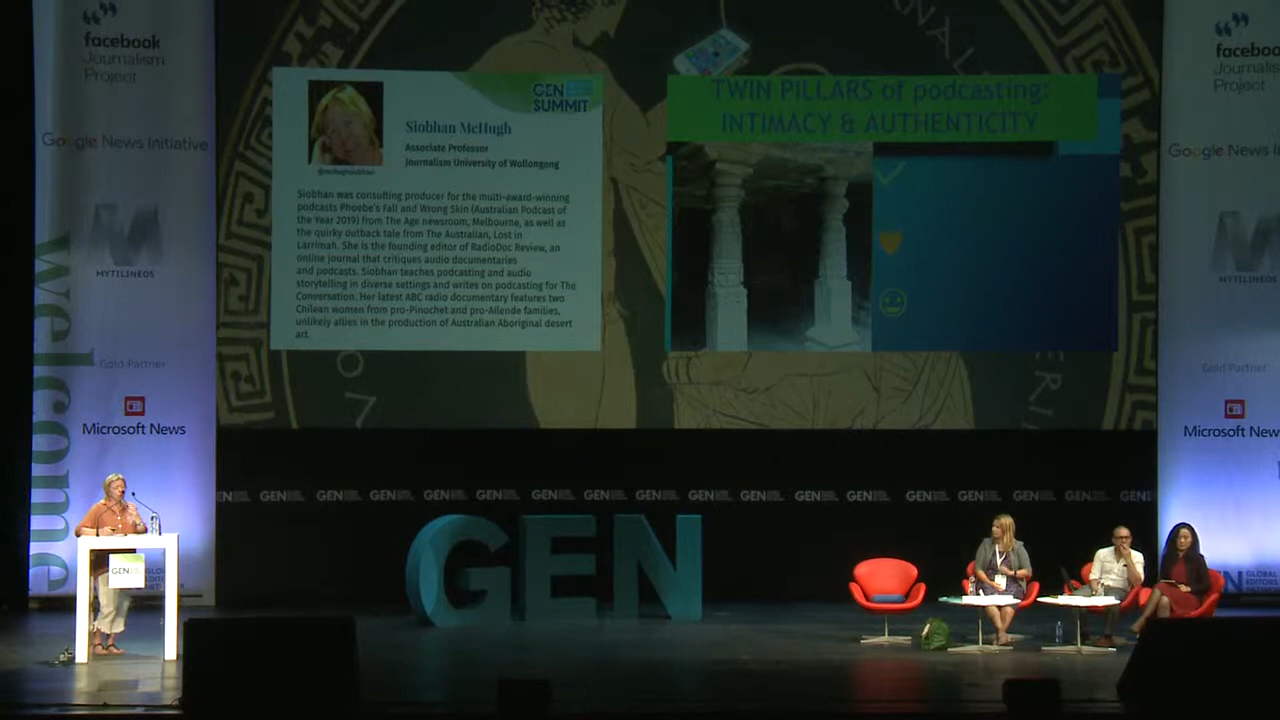 facebook
Journalism
Project
Google News Initiative
MYTILINEOS
Gold Partner
Microsoft News
welcome
GEN
SUMMIT
Siobhan McHugh
Associate Professor
Journalism University of Wollongong
@mchughsiobhan
Siobhan was consulting producer for the multi-award-winning
podcasts Phoebe's Fall and Wrong Skin (Australian Podcast of
the Year 2019) from The Age newsroom, Melbourne, as well as
the quirky outback tale from The Australian, Lost in
Larrimah. She is the founding editor of RadioDoc Review, an
online journal that critiques audio documentaries
and podcasts. Siobhan teaches podcasting and audio
storytelling in diverse settings and writes on podcasting for The
Conversation. Her latest ABC radio documentary features two
Chilean women from pro-Pinochet and pro-Allende families,
unlikely allies in the production of Australian Aboriginal desert
art.
TWIN PILLARS of podcasting:
INTIMACY & AUTHENTICITY
facebook
Journalis
Project
Google News I
MYTILINEOS
Gold Partner
Microsoft New
GEN GEN GEN GEN GEN GEN GEN GEN GEN GEN GEN GEN GEN GEN GEN GEN GEN GEN
GEN
GEN
GLOBAL
EDITORS
NETWORK